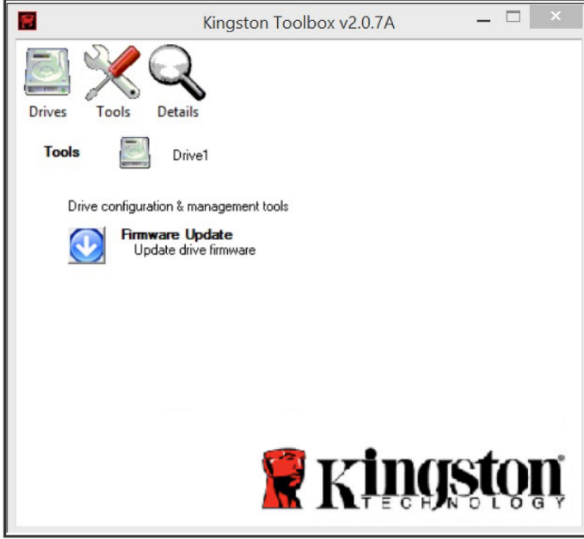 Kingston Toolbox v2.0.7A
Drives Tools Details
Tools Drive1
Drive configuration & management tools
Firmware Update
Update drive firmware
Kingston
TECHNOLOGY